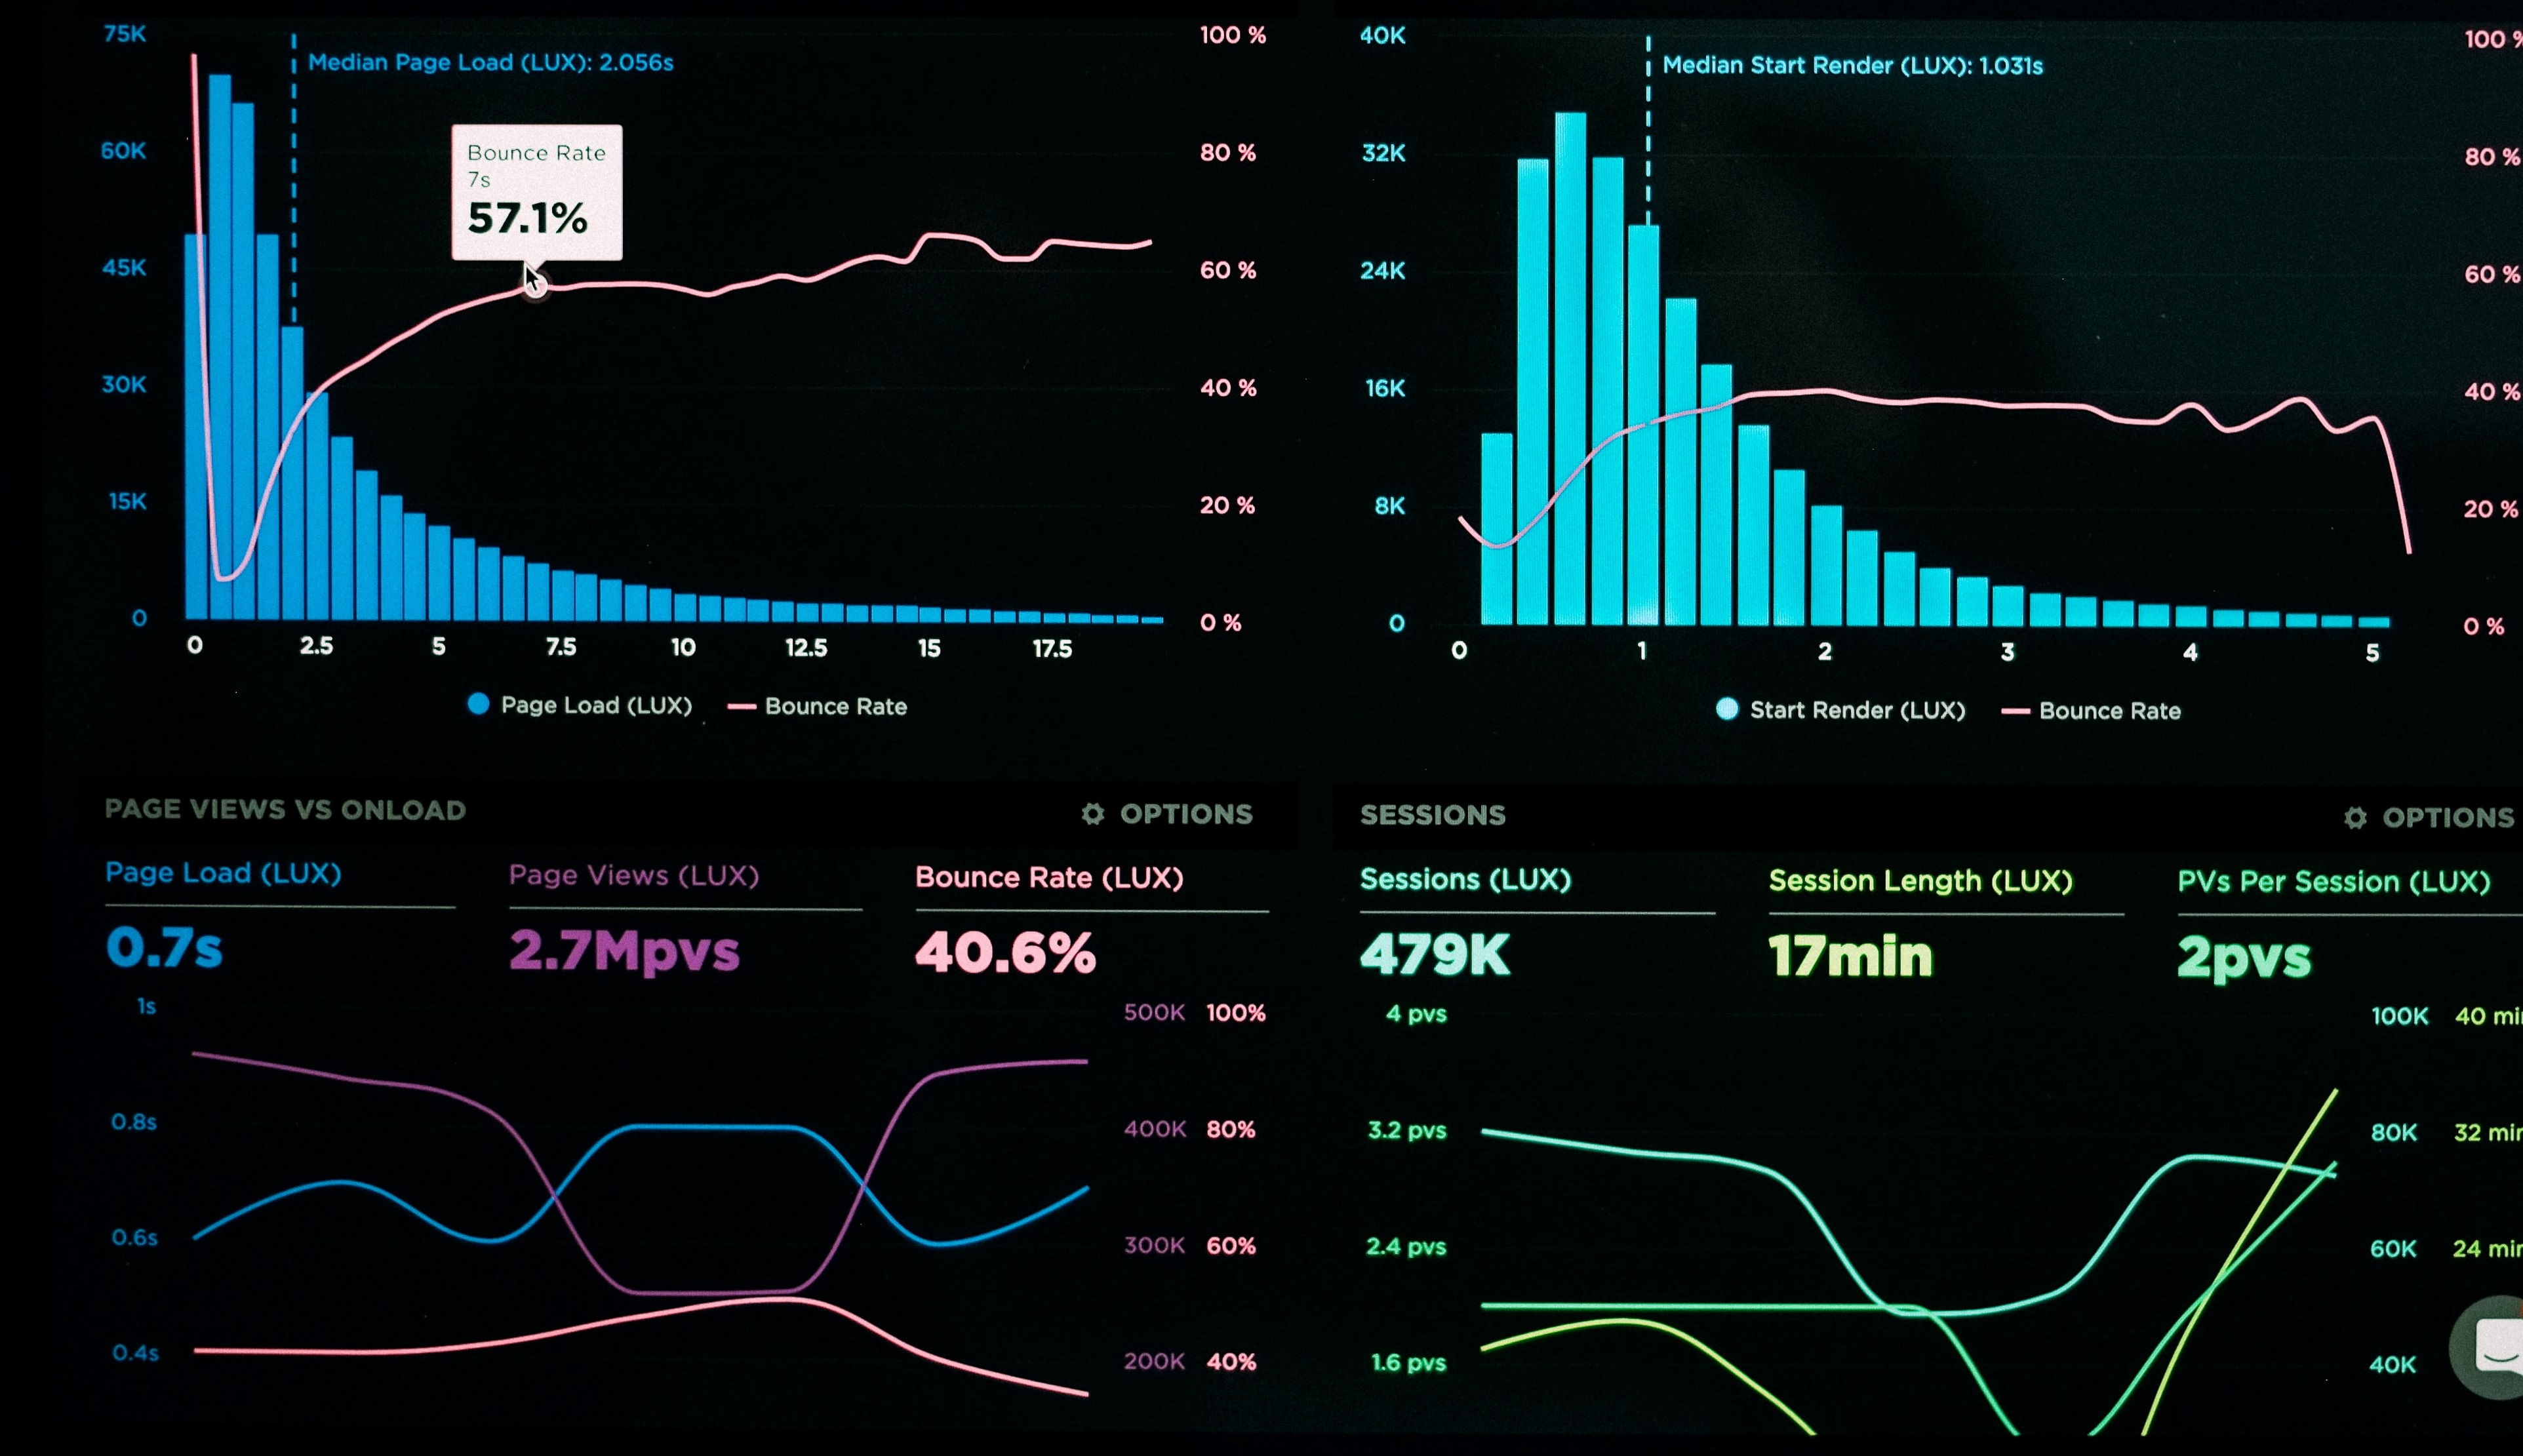 75K
60K
45K
30K
15K
0
Median Page Load (LUX): 2.056s
Bounce Rate
7s
57.1%
100 %
80 %
60 %
40 %
20 %
0 %
0 2.5 5 7.5 10 12.5 15 17.5
Page Load (LUX) Bounce Rate
40K
32K
24K
16K
8K
0
Median Start Render (LUX): 1.031s
100 %
80 %
60 %
40 %
20 %
0 %
0 1 2 3 4 5
Start Render (LUX) Bounce Rate
PAGE VIEWS VS ONLOAD OPTIONS
Page Load (LUX) Page Views (LUX) Bounce Rate (LUX)
0.7s 2.7Mpvs 40.6%
1s 500K 100%
0.8s 400K 80%
0.6s 300K 60%
0.4s 200K 40%
SESSIONS OPTIONS
Sessions (LUX) Session Length (LUX) PVs Per Session (LUX)
479K 17min 2pvs
4 pvs 100K 40 min
3.2 pvs 80K 32 min
2.4 pvs 60K 24 min
1.6 pvs 40K